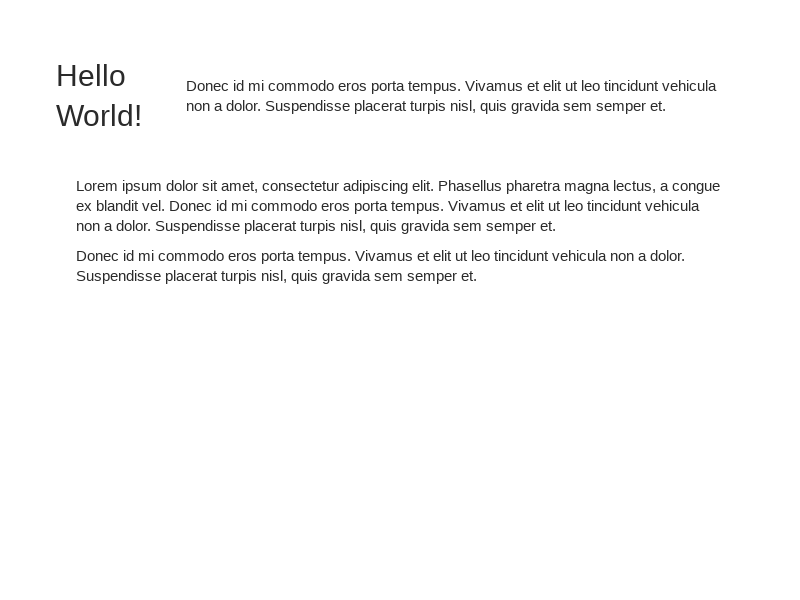 Hello
World!
Donec id mi commodo eros porta tempus. Vivamus et elit ut leo tincidunt vehicula
non a dolor. Suspendisse placerat turpis nisl, quis gravida sem semper et.
Lorem ipsum dolor sit amet, consectetur adipiscing elit. Phasellus pharetra magna lectus, a congue
ex blandit vel. Donec id mi commodo eros porta tempus. Vivamus et elit ut leo tincidunt vehicula
non a dolor. Suspendisse placerat turpis nisl, quis gravida sem semper et.
Donec id mi commodo eros porta tempus. Vivamus et elit ut leo tincidunt vehicula non a dolor.
Suspendisse placerat turpis nisl, quis gravida sem semper et.